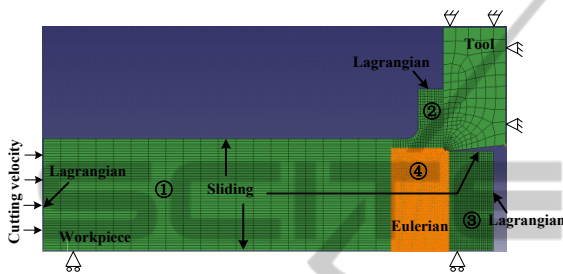 Tool
Lagrangian
②
Cutting velocity
Lagrangian
①
Sliding
④
Eulerian
③
Lagrangian
Workpiece